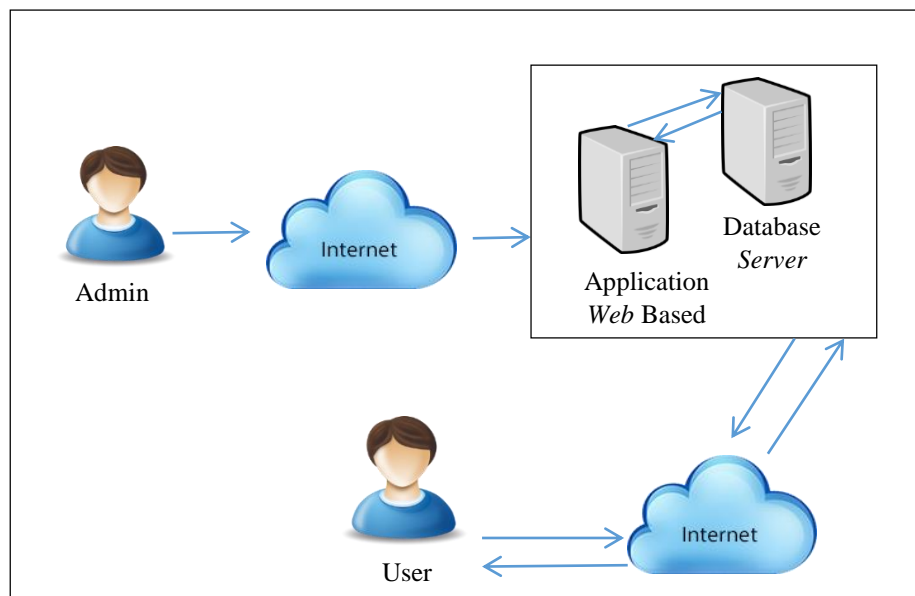 Admin
Internet
Application
Web Based
Database
Server
User
Internet